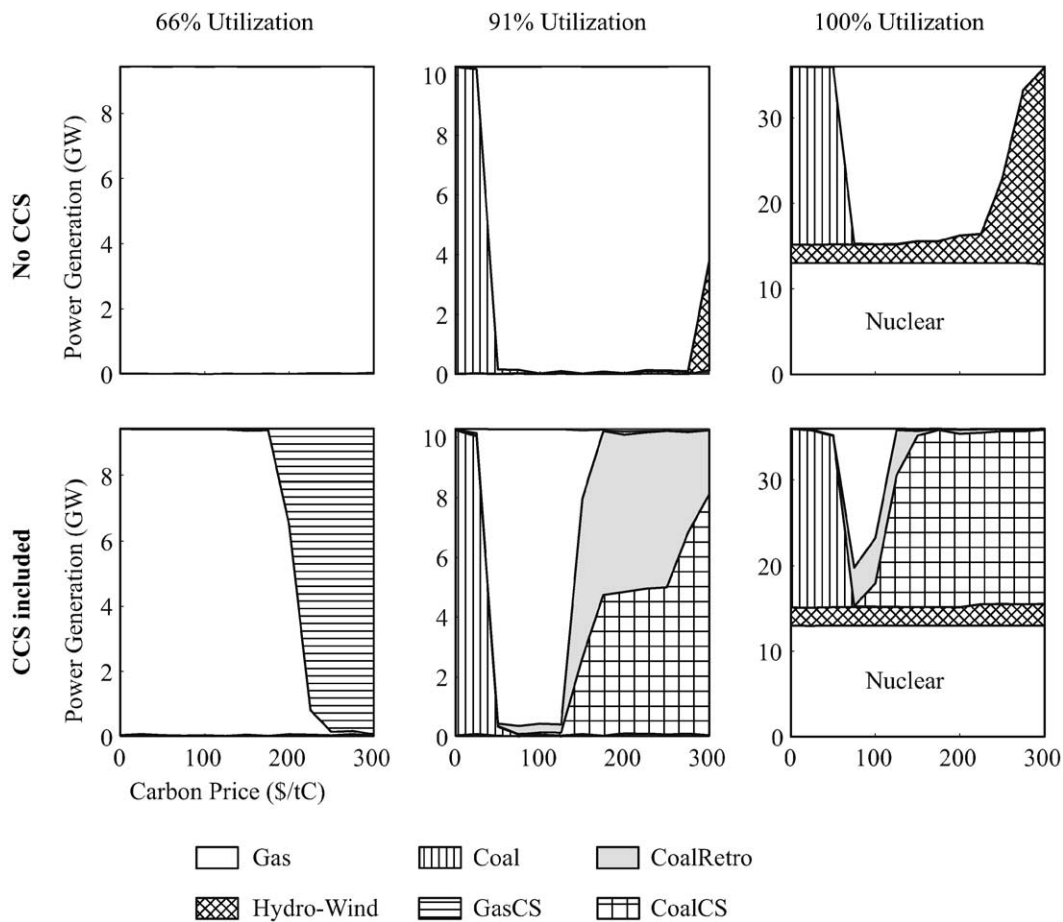 66% Utilization 91% Utilization 100% Utilization
No CCS
Power Generation (GW)
8
6
4
2
0
10
8
6
4
2
0
30
20
10
0
Nuclear
CCS included
Power Generation (GW)
8
6
4
2
0
10
8
6
4
2
0
30
20
10
0
Nuclear
0 100 200 300 0 100 200 300 0 100 200 300
Carbon Price ($/tC)
Gas Coal CoalRetro
Hydro-Wind GasCS CoalCS